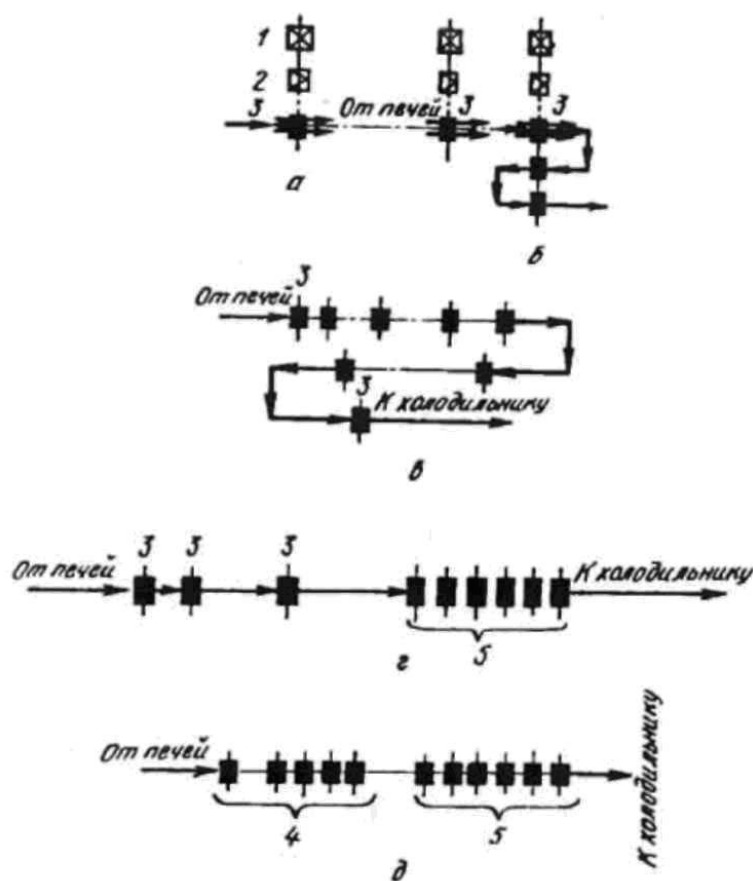 1
2
3 От печей 3 3
а
б
3
От печей
3
К холодильнику
в
3 3 3
От печей К холодильнику
5
г
От печей
4 5
К холодильнику
д